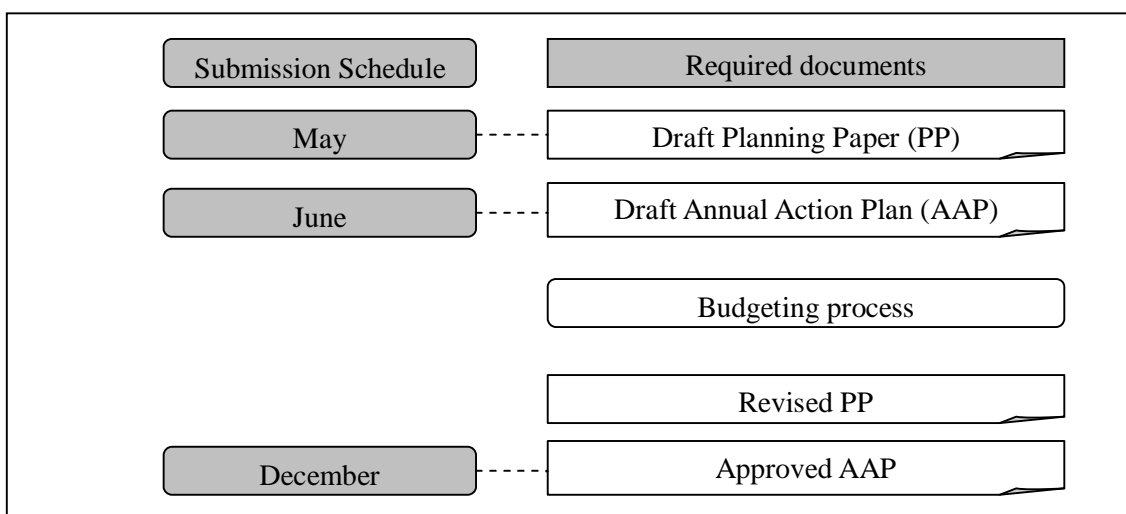 Submission Schedule
Required documents
May
Draft Planning Paper (PP)
June
Draft Annual Action Plan (AAP)
Budgeting process
Revised PP
December
Approved AAP